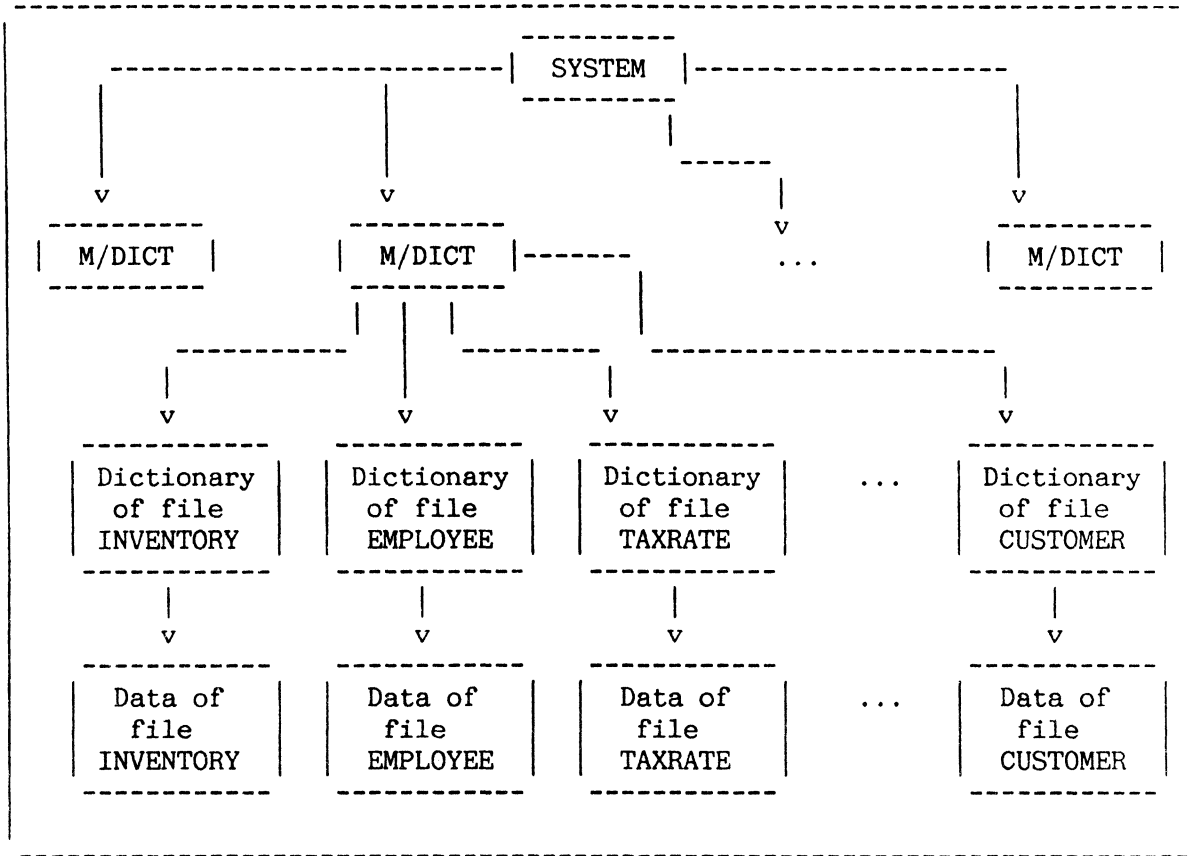 SYSTEM
M/DICT M/DICT ... M/DICT
Dictionary Dictionary Dictionary ... Dictionary
of file of file of file of file
INVENTORY EMPLOYEE TAXRATE CUSTOMER
Data of Data of Data of ... Data of
file file file file
INVENTORY EMPLOYEE TAXRATE CUSTOMER